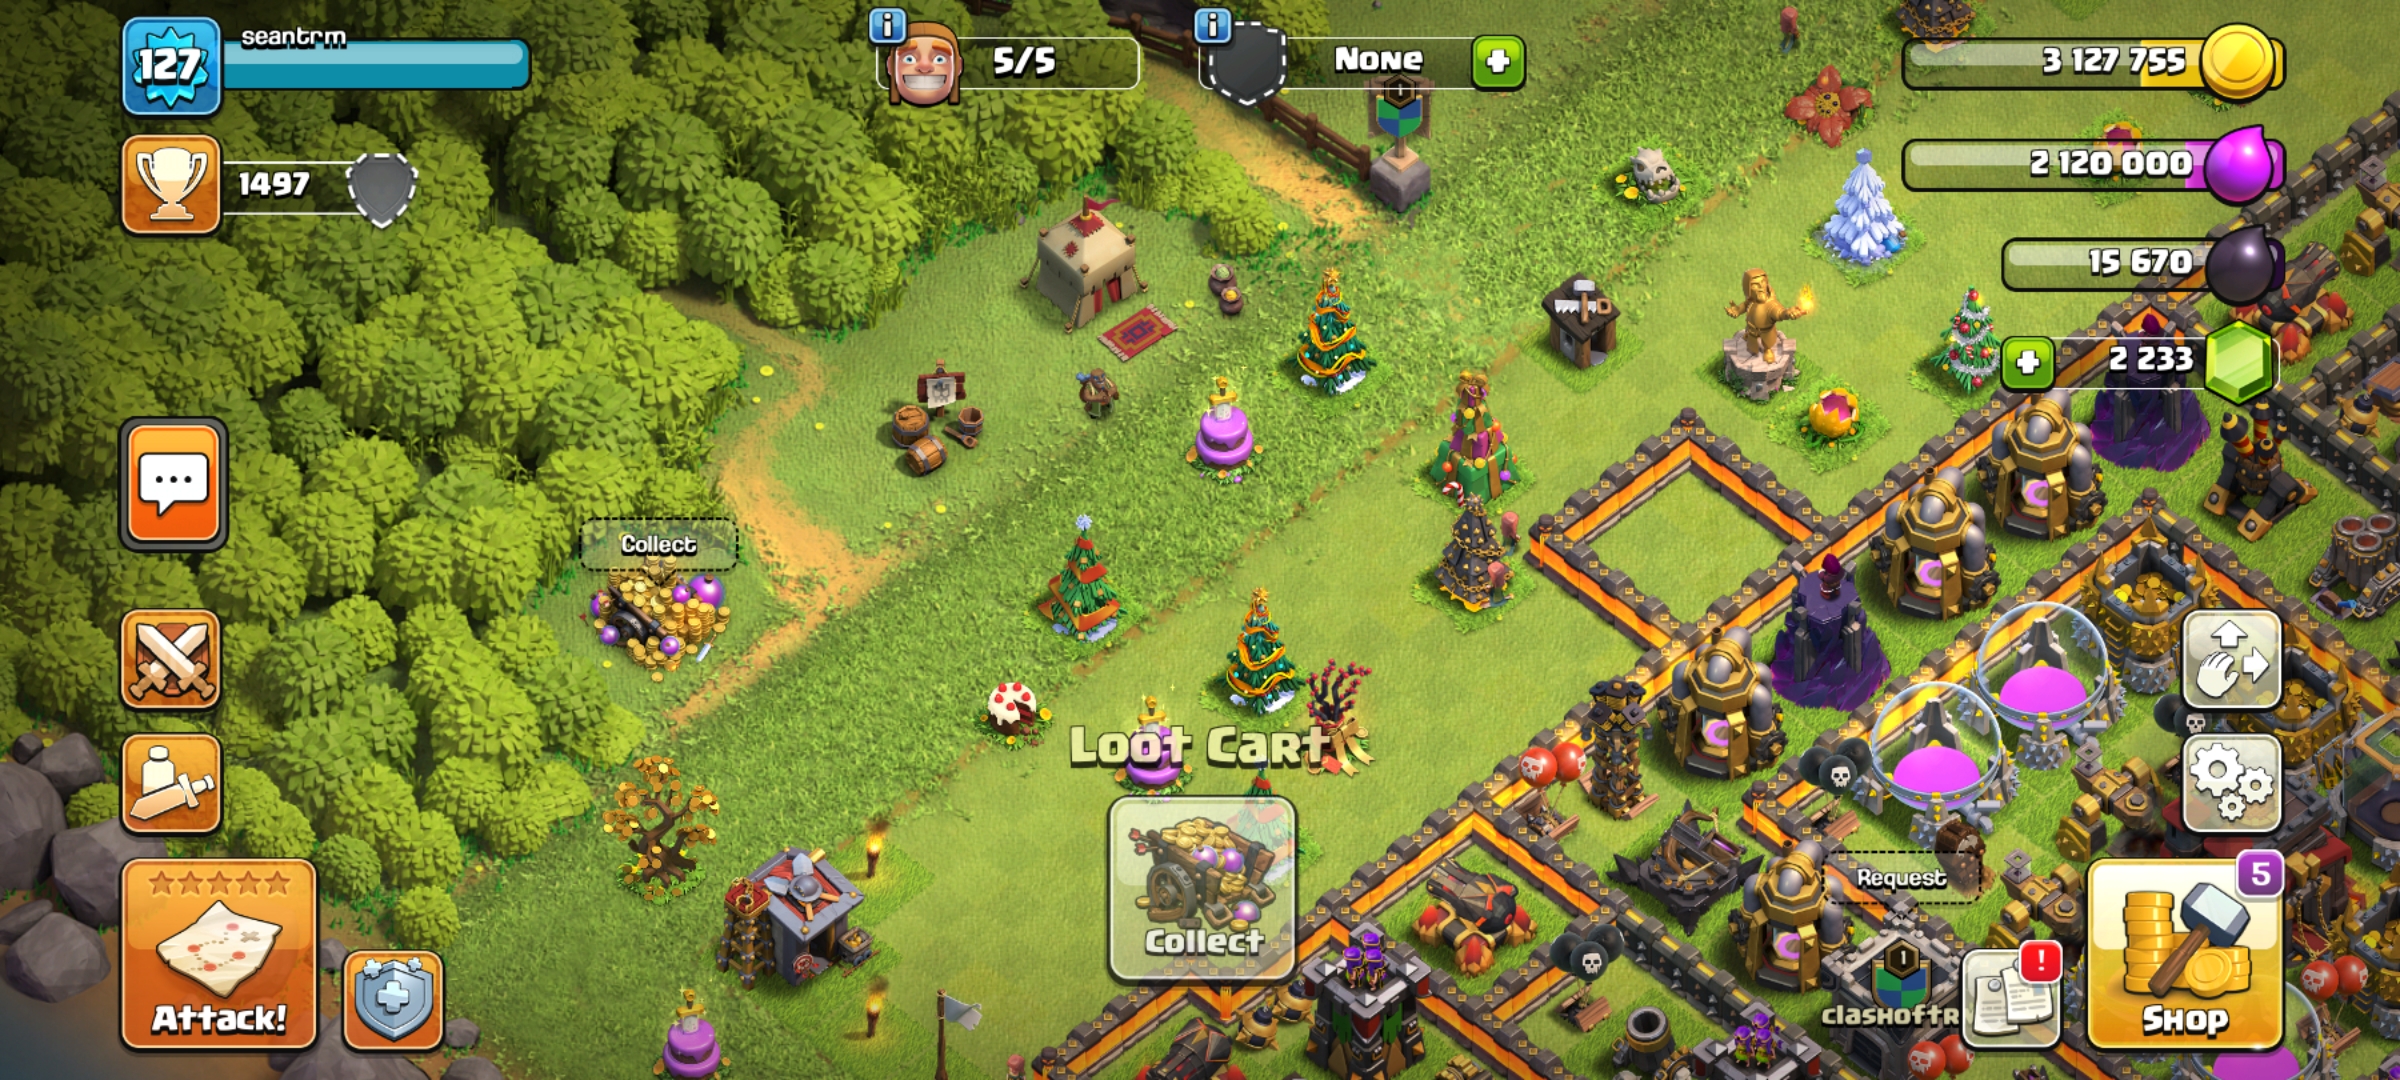 127
seantrm
5/5
None
3 127 755
1497
2 120 000
15 670
2 233
Collect
Loot Cart
Collect
Request
5
clashoftr
Attack!
Shop